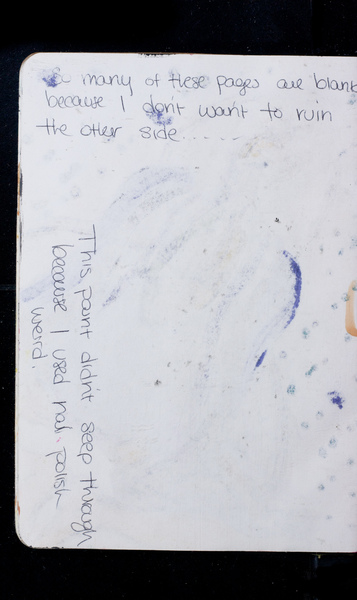 So many of these pages are blank
because I don't want to ruin
the other side.....
This paint didn't seep through
because I used nail polish
weird.